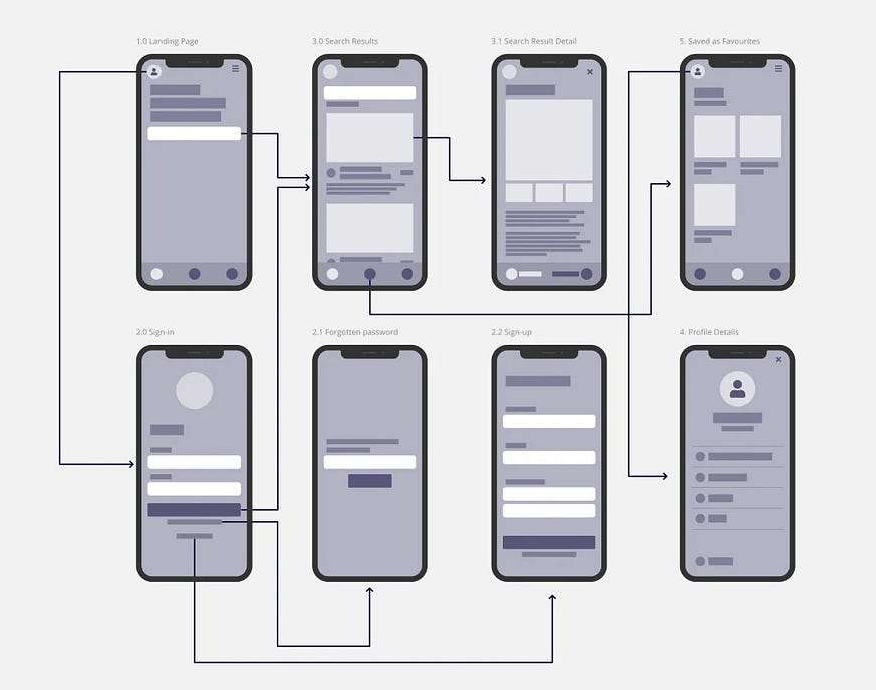 1.0 Landing Page
3.0 Search Results
3.1 Search Result Detail
5. Saved as Favourites
2.0 Sign-in
2.1 Forgotten password
2.2 Sign-up
4. Profile Details